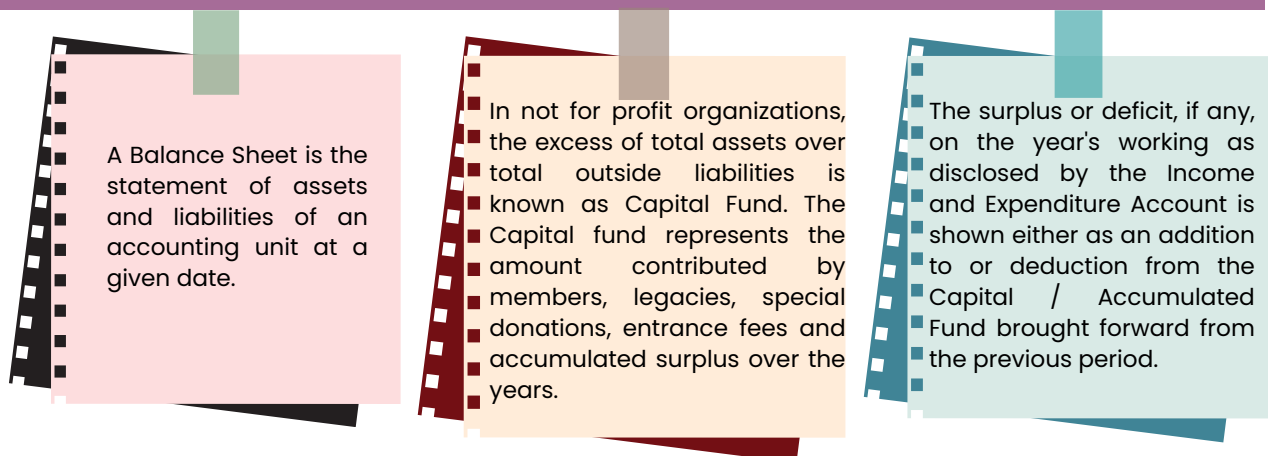 A Balance Sheet is the
statement of assets
and liabilities of an
accounting unit at a
given date.
In not for profit organizations,
the excess of total assets over
total outside liabilities is
known as Capital Fund. The
Capital fund represents the
amount contributed by
members, legacies, special
donations, entrance fees and
accumulated surplus over the
years.
The surplus or deficit, if any,
on the year's working as
disclosed by the Income
and Expenditure Account is
shown either as an addition
to or deduction from the
Capital / Accumulated
Fund brought forward from
the previous period.